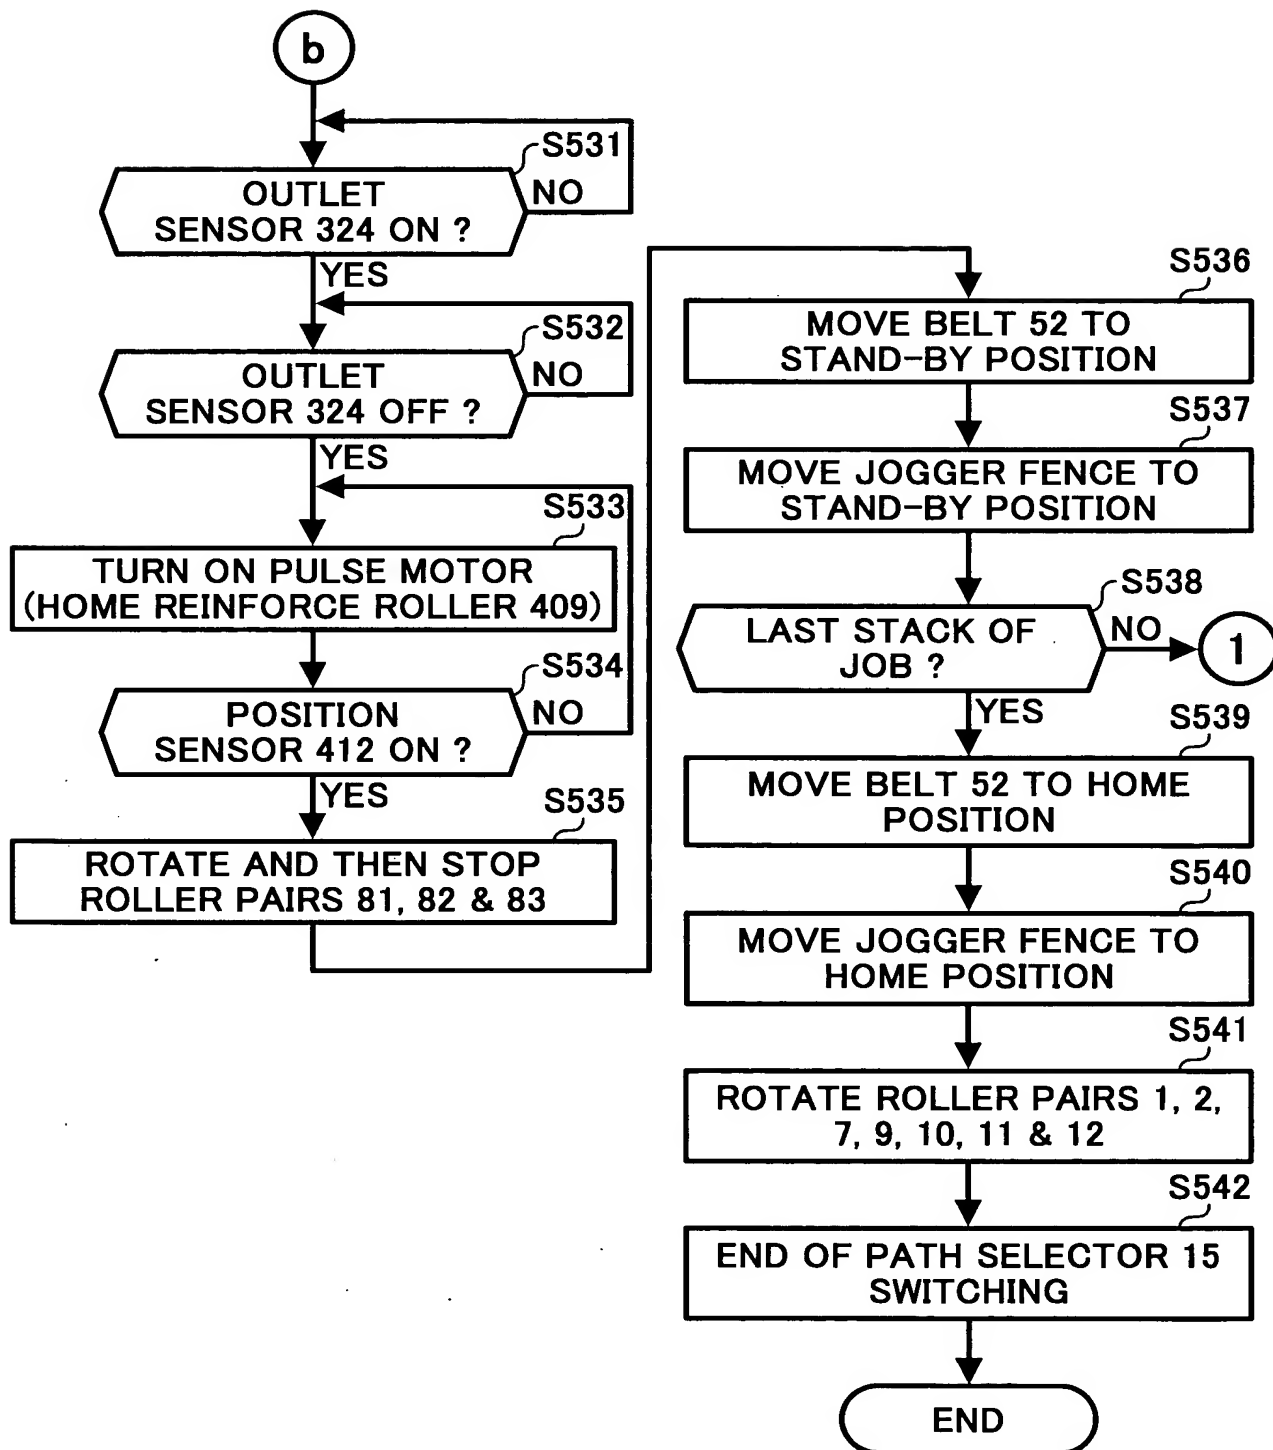 b
S531
OUTLET
SENSOR 324 ON ?
NO
YES
S532
OUTLET
SENSOR 324 OFF ?
NO
YES
S533
TURN ON PULSE MOTOR
(HOME REINFORCE ROLLER 409)
S534
POSITION
SENSOR 412 ON ?
NO
YES
S535
ROTATE AND THEN STOP
ROLLER PAIRS 81, 82 & 83
S536
MOVE BELT 52 TO
STAND-BY POSITION
S537
MOVE JOGGER FENCE TO
STAND-BY POSITION
S538
LAST STACK OF
JOB ?
NO
1
YES
S539
MOVE BELT 52 TO HOME
POSITION
S540
MOVE JOGGER FENCE TO
HOME POSITION
S541
ROTATE ROLLER PAIRS 1, 2,
7, 9, 10, 11 & 12
S542
END OF PATH SELECTOR 15
SWITCHING
END